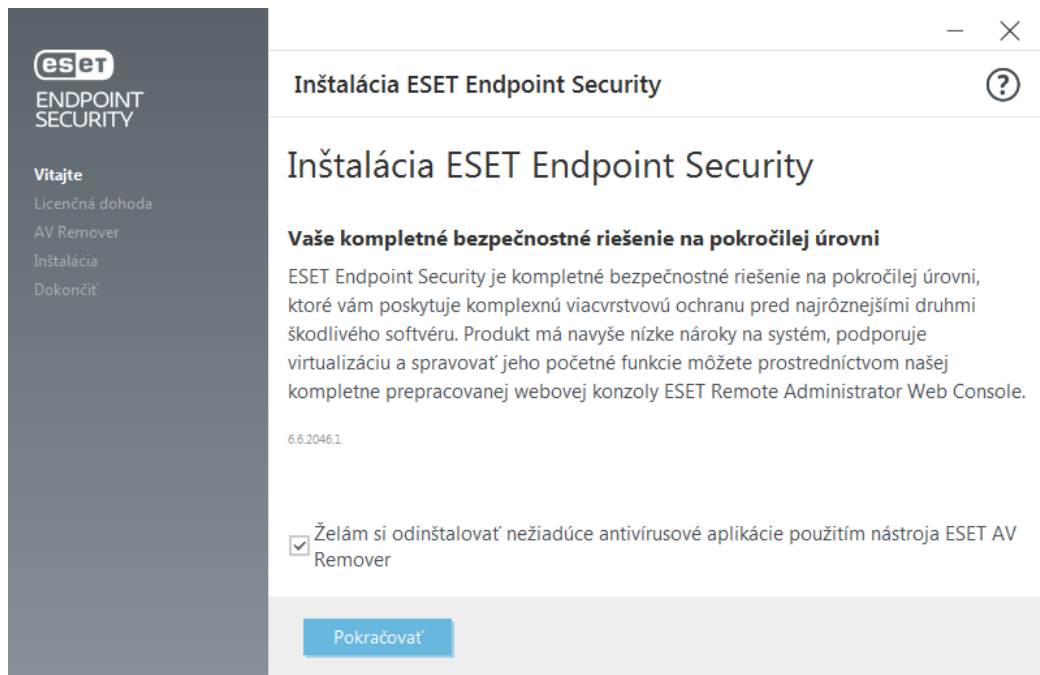 eset
ENDPOINT
SECURITY
Vitajte
Licenčná dohoda
AV Remover
Inštalácia
Dokončiť
Inštalácia ESET Endpoint Security
?
Inštalácia ESET Endpoint Security
Vaše kompletné bezpečnostné riešenie na pokročilej úrovni
ESET Endpoint Security je kompletné bezpečnostné riešenie na pokročilej úrovni,
ktoré vám poskytuje komplexnú viacvrstvovú ochranu pred najrôznejšími druhmi
škodlivého softvéru. Produkt má navyše nízke nároky na systém, podporuje
virtualizáciu a spravovať jeho početné funkcie môžete prostredníctvom našej
kompletne prepracovanej webovej konzoly ESET Remote Administrator Web Console.
6.6.2046.1
Želám si odinštalovať nežiadúce antivírusové aplikácie použitím nástroja ESET AV
Remover
Pokračovať